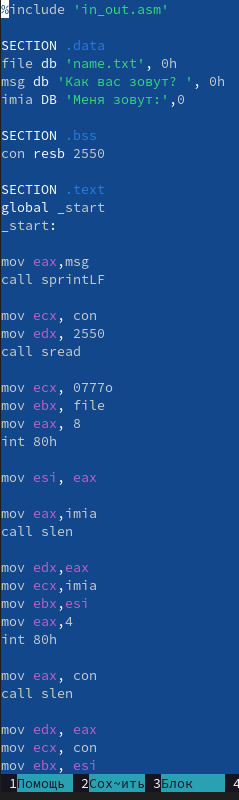 %include 'in_out.asm'
SECTION .data
file db 'name.txt', 0h
msg db 'Как вас зовут? ', 0h
imia DB 'Меня зовут:',0
SECTION .bss
con resb 2550
SECTION .text
global _start
_start:
mov eax,msg
call sprintLF
mov ecx, con
mov edx, 2550
call sread
mov ecx, 0777o
mov ebx, file
mov eax, 8
int 80h
mov esi, eax
mov eax,imia
call slen
mov edx,eax
mov ecx,imia
mov ebx,esi
mov eax,4
int 80h
mov eax, con
call slen
mov edx, eax
mov ecx, con
mov ebx, esi
1Помощь 2Сох~ить 3Блок 4